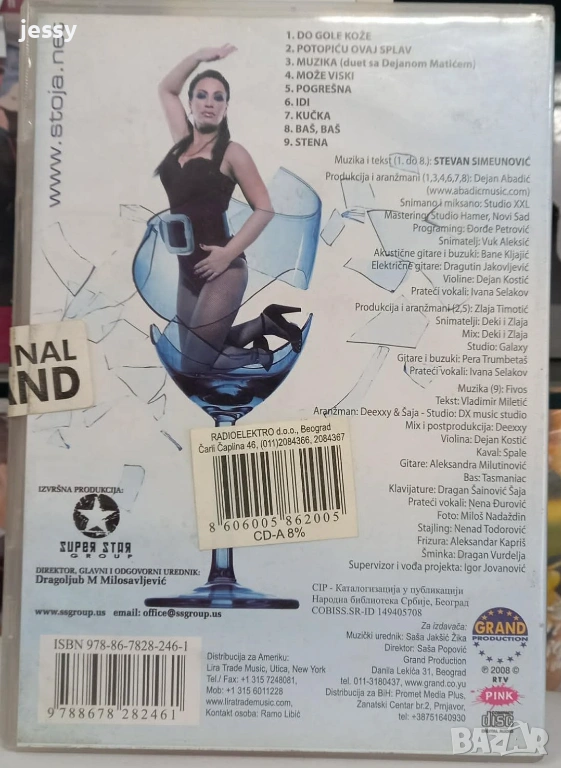 jessy
www.stoja.net
1. DO GOLE KOŽE
2. POTOPIĆU OVAJ SPLAV
3. MUZIKA (duet sa Dejanom Matićem)
4. MOŽE VISKI
5. POGREŠNA
6. IDI
7. KUČKA
8. BAŠ, BAŠ
9. STENA
Muzika i tekst (1. do 8.): STEVAN SIMEUNOVIĆ
Produkcija i aranžmani (1,3,4,6,7,8): Dejan Abadić
(www.abadicmusic.com)
Snimano i miksano: Studio XXL
Mastering: Studio Hamer, Novi Sad
Programing: Đorđe Petrović
Snimatelj: Vuk Aleksić
Akustične gitare i buzuki: Bane Kljajić
Električne gitare: Dragutin Jakovljević
Violine: Dejan Kostić
Prateći vokali: Ivana Selakov
Produkcija i aranžmani (2,5): Zlaja Timotić
Snimatelji: Deki i Zlaja
Mix: Deki i Zlaja
Studio: Galaxy
Gitare i buzuki: Pera Trumbetaš
Prateći vokali: Ivana Selakov
Muzika (9): Fivos
Tekst: Vladimir Miletić
Aranžman: Deexxy & Šaja - Studio: DX music studio
Mix i postprodukcija: Deexxy
Violina: Dejan Kostić
Kaval: Spale
Gitare: Aleksandra Milutinović
Bas: Tasmaniac
Klavijature: Dragan Šainović Šaja
Prateći vokali: Nena Đurović
Foto: Miloš Nadaždin
Stajling: Nenad Todorović
Frizura: Aleksandar Kapriš
Šminka: Dragan Vurdelja
Supervizor i vođa projekta: Igor Jovanović
NAL
ND
RADIOELEKTRO d.o.o., Beograd
Čarli Čaplina 46, (011)2084366, 2084367
8 606005 862005
CD-A 8%
IZVRŠNA PRODUKCIJA:
SUPER STAR
GROUP
DIREKTOR, GLAVNI I ODGOVORNI UREDNIK:
Dragoljub M Milosavljević
www.ssgroup.us email: office@ssgroup.us
CIP - Каталогизација у публикацији
Народна библиотека Србије, Београд
COBISS.SR-ID 149405708
ISBN 978-86-7828-246-1
9 788678 282461
Distribucija za Ameriku:
Lira Trade Music, Utica, New York
Tel./ Fax: +1 315 7248081,
Mob: +1 315 6011228
www.liratrademusic.com,
Kontakt osoba: Ramo Libić
Za izdavača:
Muzički urednik: Saša Jakšić Žika
Direktor: Saša Popović
Grand Production
Danila Lekića 31, Beograd
tel. 011-3180437, www.grand.co.yu
Distribucija za BiH: Promet Media Plus,
Zanatski Centar br.2, Prnjavor,
tel.: +38751640930
GRAND
PRODUCTION
℗ 2008 ©
RTV
PINK
COMPACT
disc
DIGITAL AUDIO
BAZAR